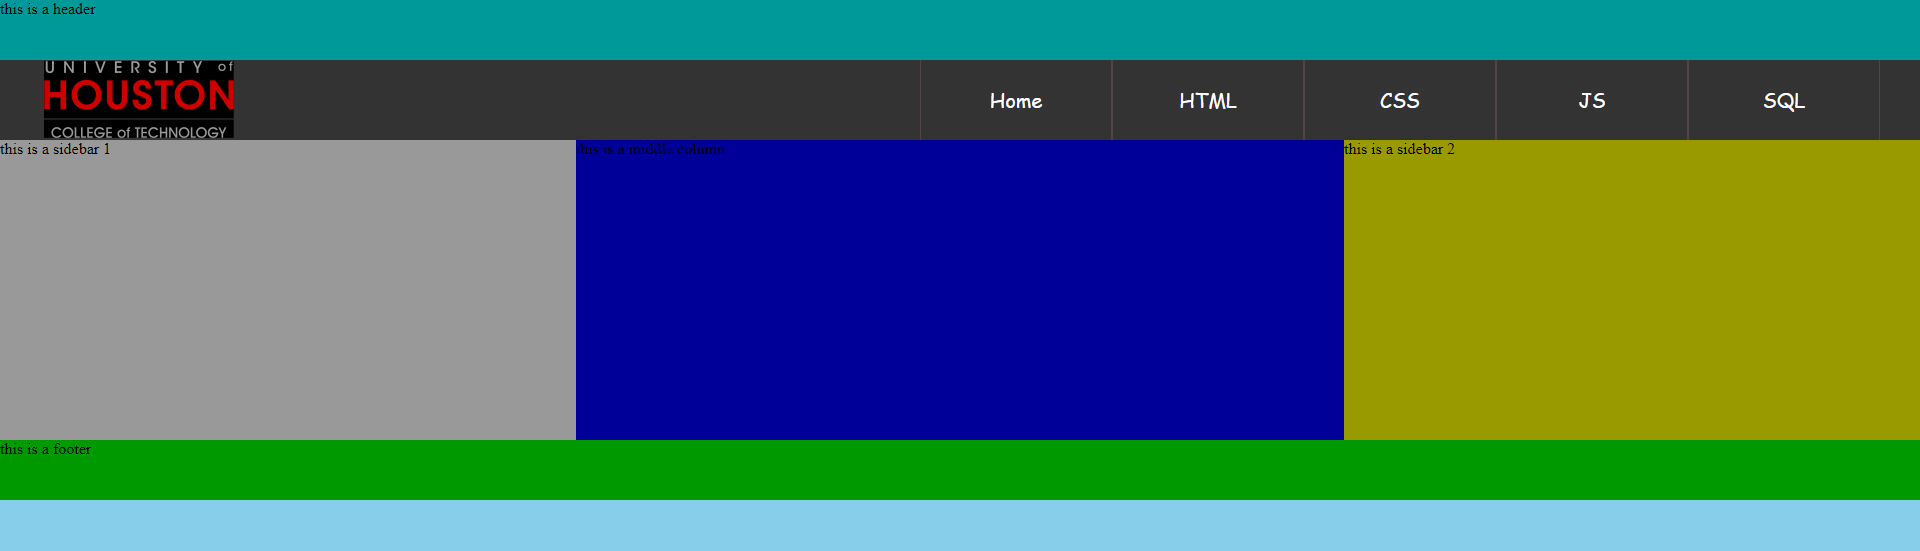 this is a header
UNIVERSITY of
HOUSTON
COLLEGE of TECHNOLOGY
Home
HTML
CSS
JS
SQL
this is a sidebar 1
this is a middle column
this is a sidebar 2
this is a footer